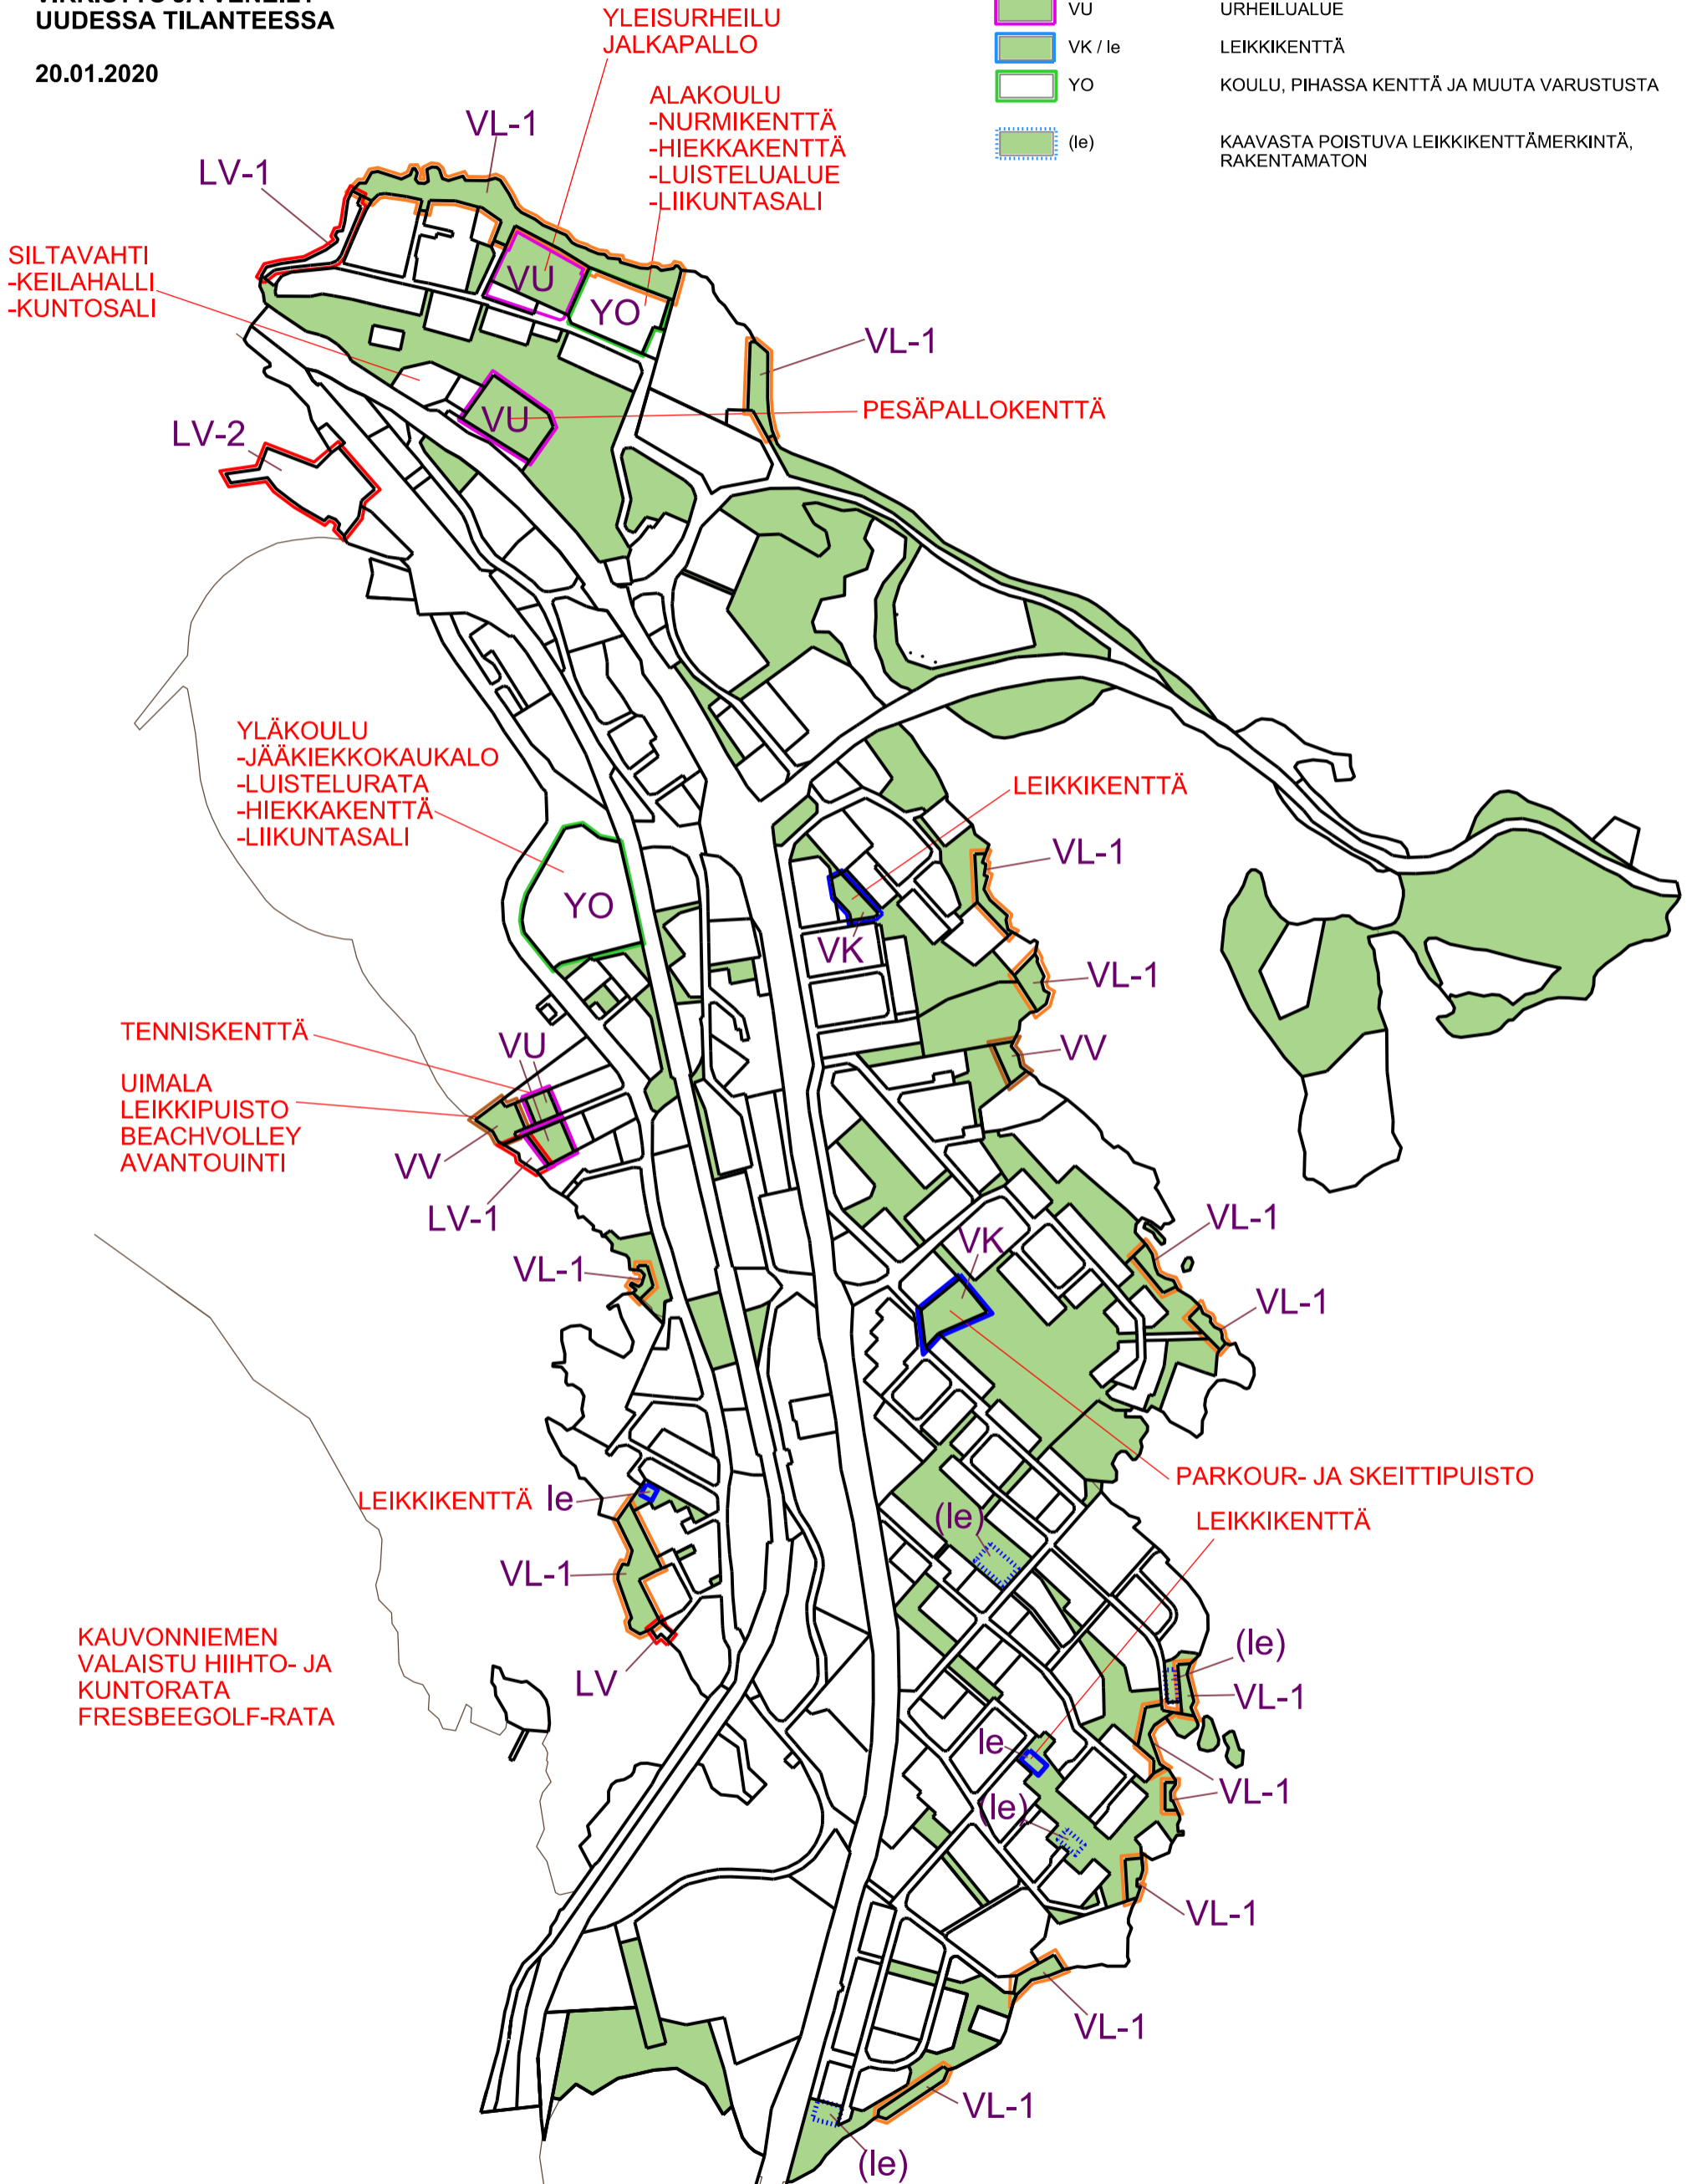 UUDESSA TILANTEESSA
20.01.2020
VU URHEILUALUE
VK / le LEIKKIKENTTÄ
YO KOULU, PIHASSA KENTTÄ JA MUUTA VARUSTUSTA
(le) KAAVASTA POISTUVA LEIKKIKENTTÄMERKINTÄ,
RAKENTAMATON
YLEISURHEILU
JALKAPALLO
ALAKOULU
-NURMIKENTTÄ
-HIEKKAKENTTÄ
-LUISTELUALUE
-LIIKUNTASALI
VL-1
LV-1
SILTAVAHTI
-KEILAHALLI
-KUNTOSALI
VU
YO
VL-1
PESÄPALLOKENTTÄ
VU
LV-2
YLÄKOULU
-JÄÄKIEKKOKAUKALO
-LUISTELURATA
-HIEKKAKENTTÄ
-LIIKUNTASALI
LEIKKIKENTTÄ
VL-1
YO
VK
VL-1
TENNISKENTTÄ
VU
VV
UIMALA
LEIKKIPUISTO
BEACHVOLLEY
AVANTOUINTI
VV
LV-1
VL-1
VK
VL-1
VL-1
PARKOUR- JA SKEITTIPUISTO
LEIKKIKENTTÄ le
(le)
LEIKKIKENTTÄ
VL-1
KAUVONNIEMEN
VALAISTU HIIHTO- JA
KUNTORATA
FRESBEEGOLF-RATA
LV
(le)
VL-1
le
VL-1
(le)
VL-1
VL-1
VL-1
(le)